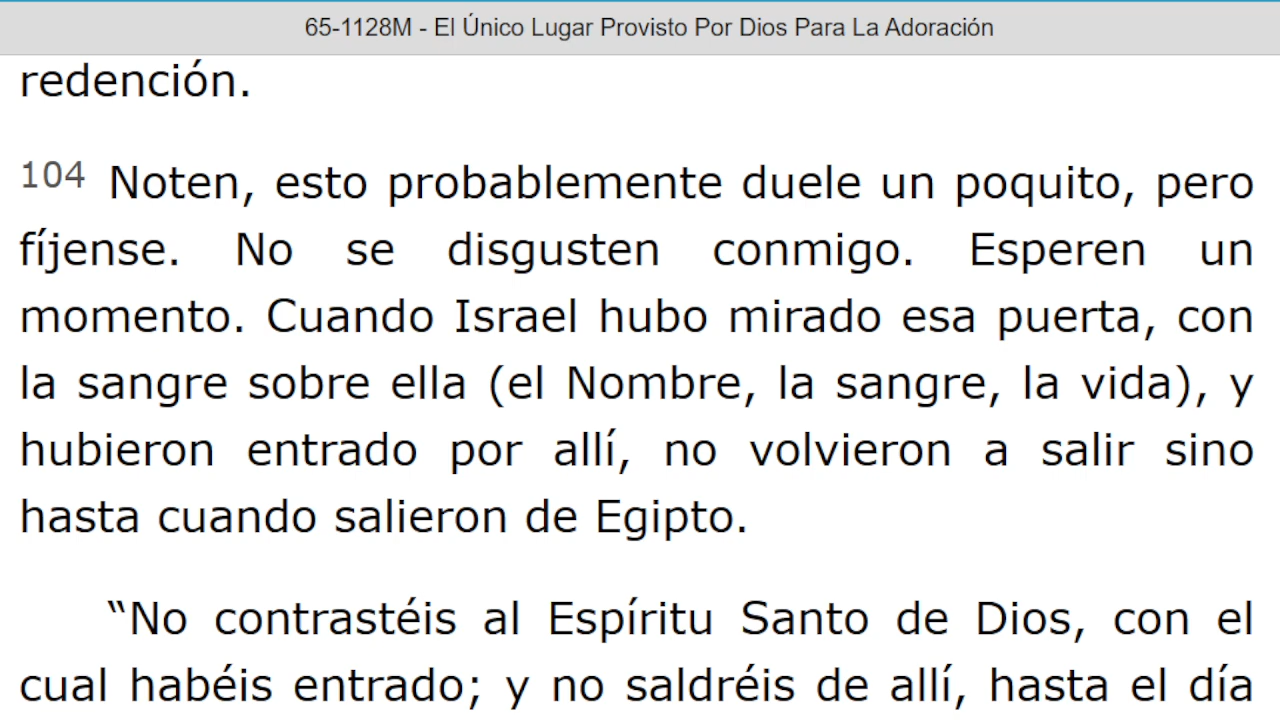 65-1128M - El Único Lugar Provisto Por Dios Para La Adoración
redención.
104 Noten, esto probablemente duele un poquito, pero
fíjense. No se disgusten conmigo. Esperen un
momento. Cuando Israel hubo mirado esa puerta, con
la sangre sobre ella (el Nombre, la sangre, la vida), y
hubieron entrado por allí, no volvieron a salir sino
hasta cuando salieron de Egipto.
“No contrastéis al Espíritu Santo de Dios, con el
cual habéis entrado; y no saldréis de allí, hasta el día